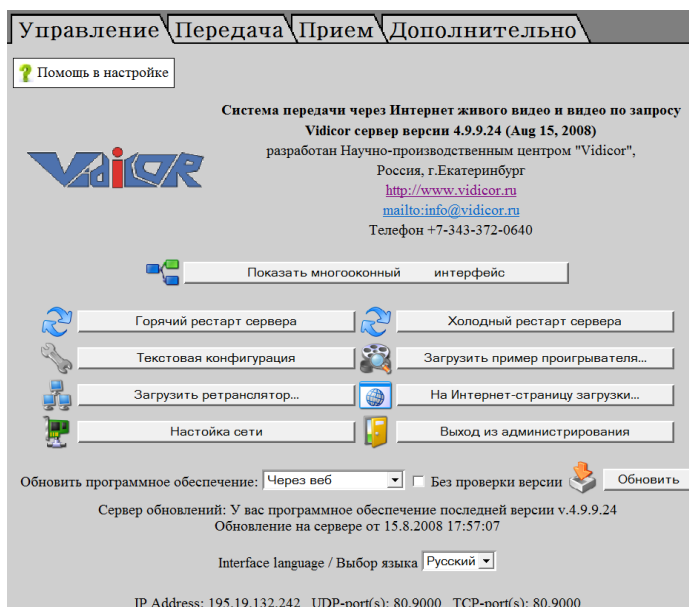 Управление Передача Прием Дополнительно
Помощь в настройке
Система передачи через Интернет живого видео и видео по запросу
Vidicor сервер версии 4.9.9.24 (Aug 15, 2008)
разработан Научно-производственным центром "Vidicor",
Россия, г.Екатеринбург
VidiCOR
http://www.vidicor.ru
mailto:info@vidicor.ru
Телефон +7-343-372-0640
Показать многооконный интерфейс
Горячий рестарт сервера Холодный рестарт сервера
Текстовая конфигурация Загрузить пример проигрывателя...
Загрузить ретранслятор... На Интернет-страницу загрузки...
Настойка сети Выход из администрирования
Обновить программное обеспечение: Через веб Без проверки версии Обновить
Сервер обновлений: У вас программное обеспечение последней версии v.4.9.9.24
Обновление на сервере от 15.8.2008 17:57:07
Interface language / Выбор языка Русский
IP Address: 195.19.132.242 UDP-port(s): 80,9000 TCP-port(s): 80,9000